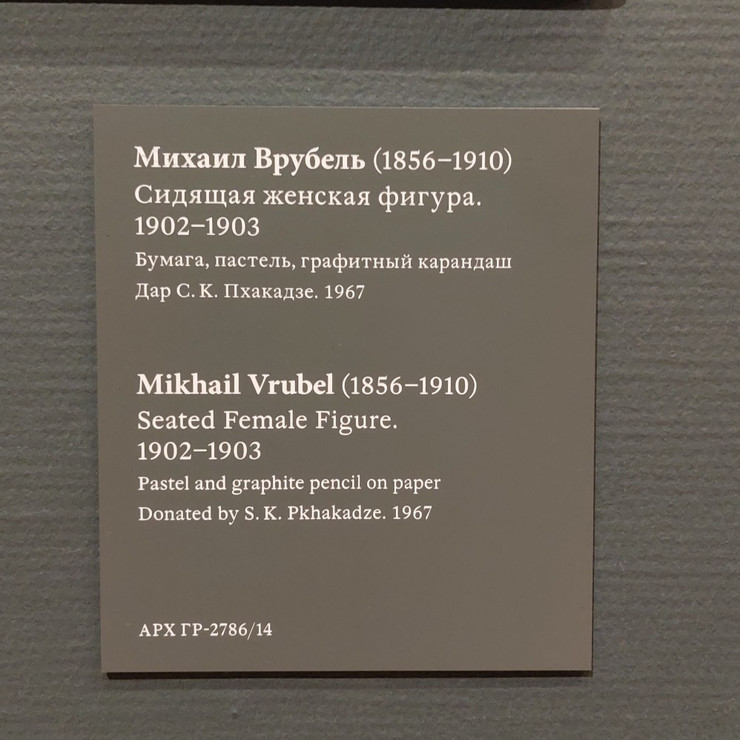 Михаил Врубель (1856–1910)
Сидящая женская фигура.
1902–1903
Бумага, пастель, графитный карандаш
Дар С. К. Пхакадзе. 1967
Mikhail Vrubel (1856–1910)
Seated Female Figure.
1902–1903
Pastel and graphite pencil on paper
Donated by S. K. Pkhakadze. 1967
АРХ ГР-2786/14